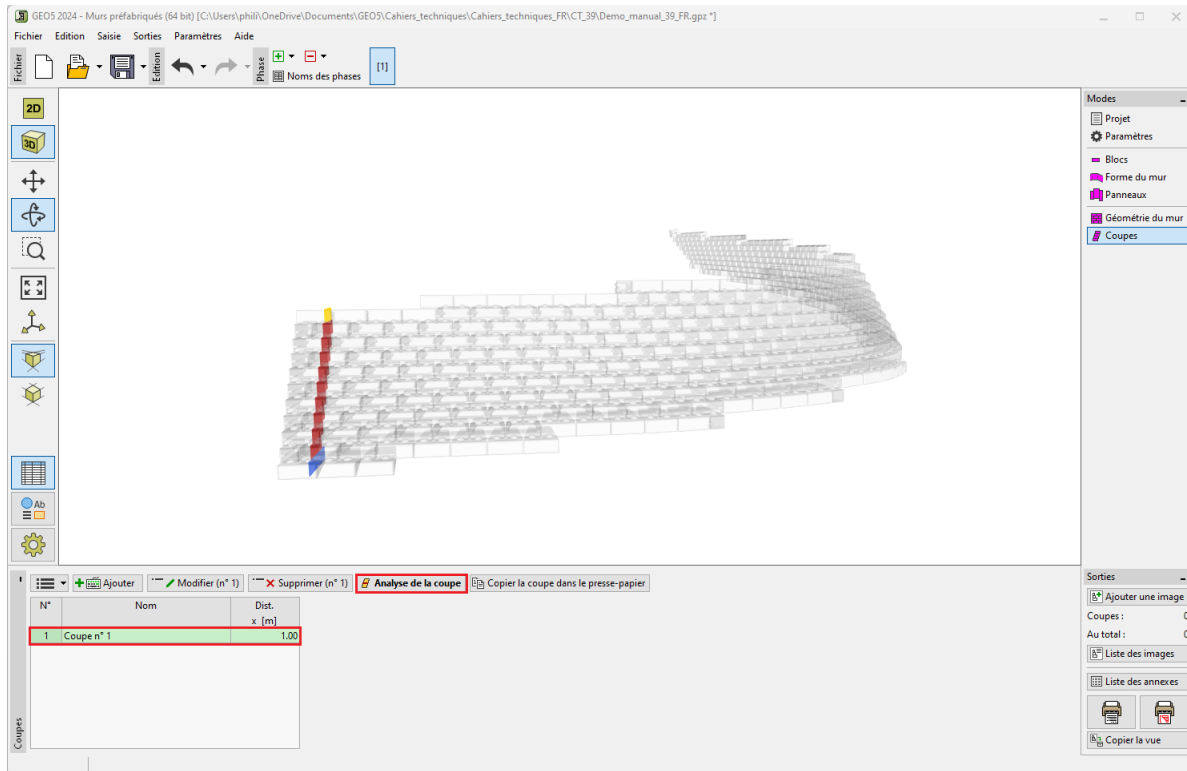 GEO5 2024 - Murs préfabriqués (64 bit) [C:\Users\phili\OneDrive\Documents\GEO5\Cahiers_techniques\Cahiers_techniques_FR\CT_39\Demo_manual_39_FR.gpz *]
Fichier Edition Saisie Sorties Paramètres Aide
Fichier
Edition
Phase
Noms des phases
[1]
2D
3D
Ab
Modes
Projet
Paramètres
Blocs
Forme du mur
Panneaux
Géométrie du mur
Coupes
Ajouter Modifier (n° 1) Supprimer (n° 1) Analyse de la coupe Copier la coupe dans le presse-papier
N° Nom Dist.
x [m]
1 Coupe n° 1 1.00
Coupes
Sorties
Ajouter une image
Coupes : 0
Au total : 0
Liste des images
Liste des annexes
Copier la vue